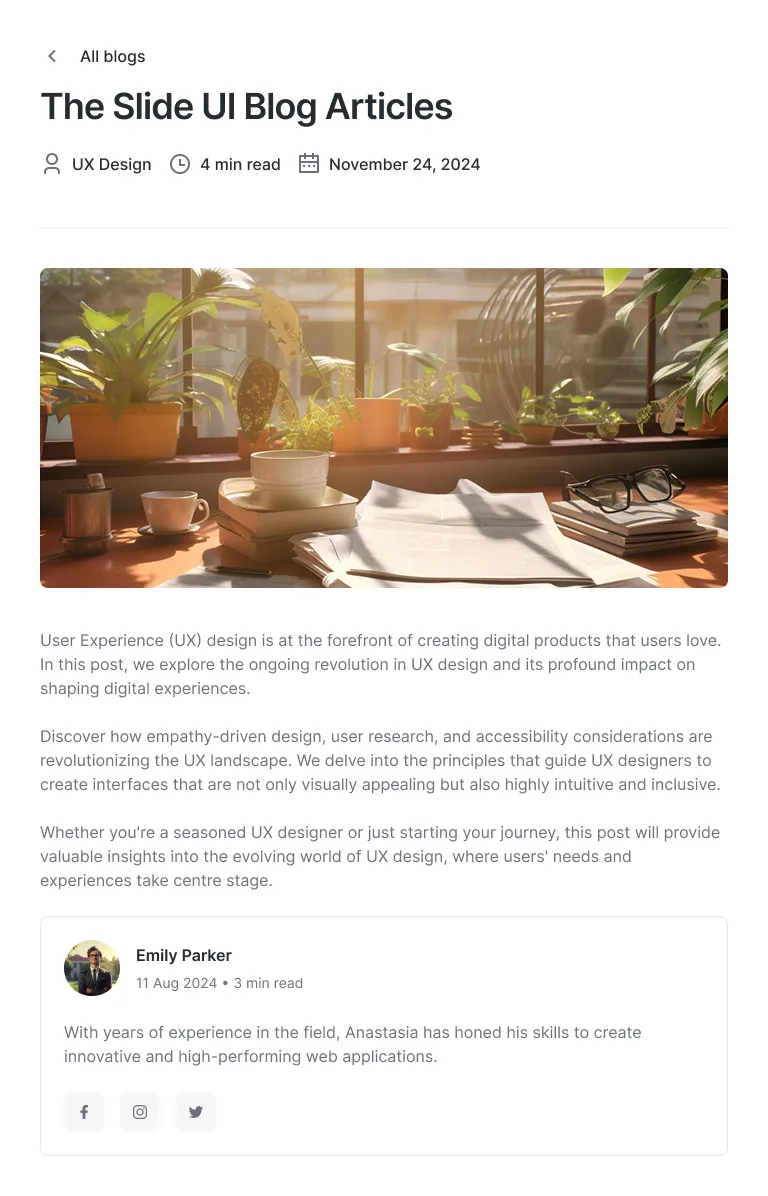 All blogs
The Slide UI Blog Articles
UX Design 4 min read November 24, 2024
User Experience (UX) design is at the forefront of creating digital products that users love.
In this post, we explore the ongoing revolution in UX design and its profound impact on
shaping digital experiences.
Discover how empathy-driven design, user research, and accessibility considerations are
revolutionizing the UX landscape. We delve into the principles that guide UX designers to
create interfaces that are not only visually appealing but also highly intuitive and inclusive.
Whether you're a seasoned UX designer or just starting your journey, this post will provide
valuable insights into the evolving world of UX design, where users' needs and
experiences take centre stage.
Emily Parker
11 Aug 2024 • 3 min read
With years of experience in the field, Anastasia has honed his skills to create
innovative and high-performing web applications.